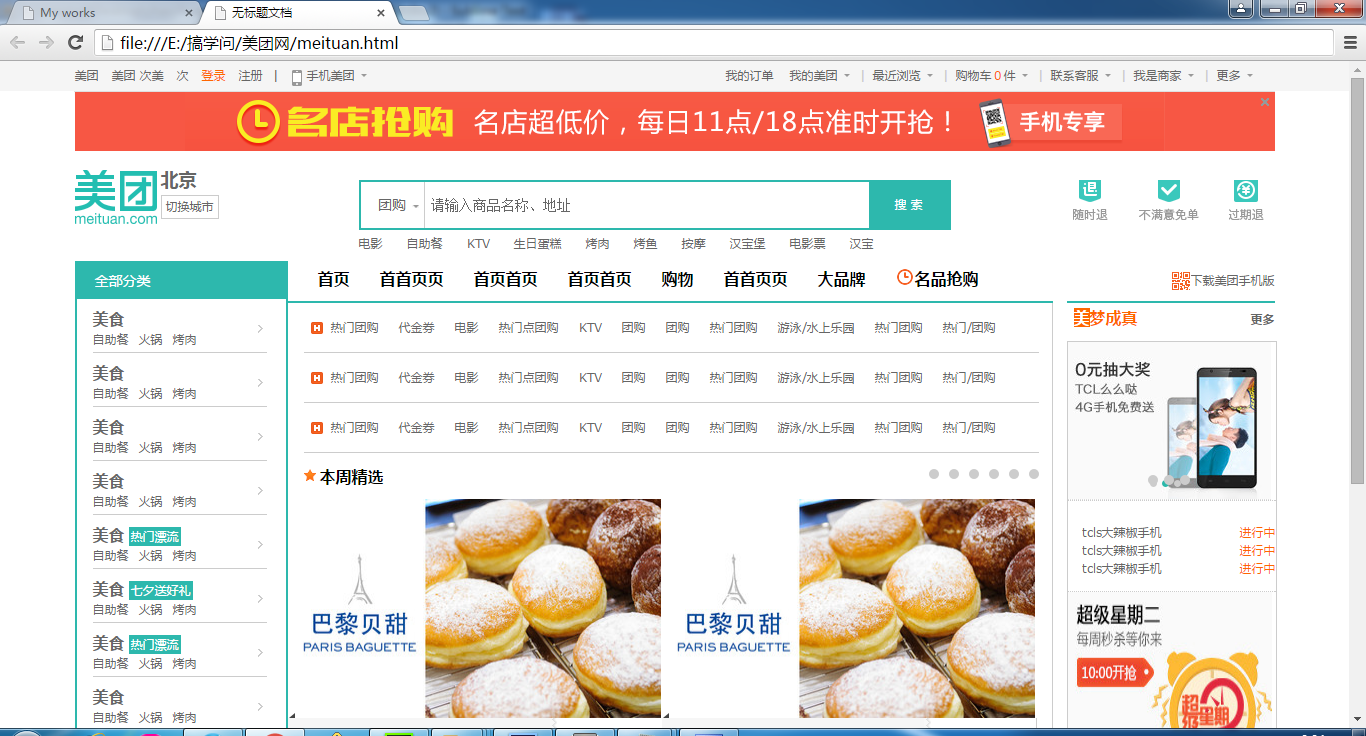 My works
无标题文档
file:///E:/搞学问/美团网/meituan.html
美团 美团 次美 次 登录 注册 | 手机美团
我的订单 我的美团 | 最近浏览 | 购物车 0 件 | 联系客服 | 我是商家 | 更多
名店抢购 名店超低价，每日11点/18点准时开抢！ 手机专享
美团 北京
meituan.com 切换城市
团购 请输入商品名称、地址 搜 索
随时退 不满意免单 过期退
电影 自助餐 KTV 生日蛋糕 烤肉 烤鱼 按摩 汉宝堡 电影票 汉宝
全部分类 首页 首首页页 首页首页 首页首页 购物 首首页页 大品牌 名品抢购 下载美团手机版
美食
自助餐 火锅 烤肉
美食
自助餐 火锅 烤肉
美食
自助餐 火锅 烤肉
美食
自助餐 火锅 烤肉
美食 热门漂流
自助餐 火锅 烤肉
美食 七夕送好礼
自助餐 火锅 烤肉
美食 热门漂流
自助餐 火锅 烤肉
美食
自助餐 火锅 烤肉
H 热门团购 代金券 电影 热门点团购 KTV 团购 团购 热门团购 游泳/水上乐园 热门团购 热门/团购
H 热门团购 代金券 电影 热门点团购 KTV 团购 团购 热门团购 游泳/水上乐园 热门团购 热门/团购
H 热门团购 代金券 电影 热门点团购 KTV 团购 团购 热门团购 游泳/水上乐园 热门团购 热门/团购
本周精选
巴黎贝甜
PARIS BAGUETTE
巴黎贝甜
PARIS BAGUETTE
美梦成真 更多
0元抽大奖
TCL么么哒
4G手机免费送
tcls大辣椒手机 进行中
tcls大辣椒手机 进行中
tcls大辣椒手机 进行中
超级星期二
每周秒杀等你来
10:00开抢
超级星期